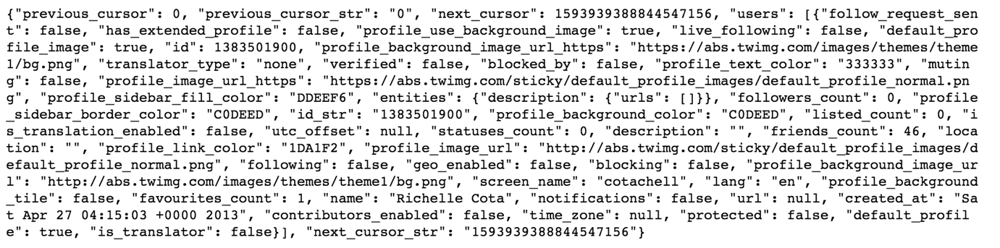 {"previous_cursor": 0, "previous_cursor_str": "0", "next_cursor": 1593939388844547156, "users": [{"follow_request_sen
t": false, "has_extended_profile": false, "profile_use_background_image": true, "live_following": false, "default_pro
file_image": true, "id": 1383501900, "profile_background_image_url_https": "https://abs.twimg.com/images/themes/theme
1/bg.png", "translator_type": "none", "verified": false, "blocked_by": false, "profile_text_color": "333333", "mutin
g": false, "profile_image_url_https": "https://abs.twimg.com/sticky/default_profile_images/default_profile_normal.pn
g", "profile_sidebar_fill_color": "DDEEF6", "entities": {"description": {"urls": []}}, "followers_count": 0, "profile
_sidebar_border_color": "C0DEED", "id_str": "1383501900", "profile_background_color": "C0DEED", "listed_count": 0, "i
s_translation_enabled": false, "utc_offset": null, "statuses_count": 0, "description": "", "friends_count": 46, "loca
tion": "", "profile_link_color": "1DA1F2", "profile_image_url": "http://abs.twimg.com/sticky/default_profile_images/d
efault_profile_normal.png", "following": false, "geo_enabled": false, "blocking": false, "profile_background_image_ur
l": "http://abs.twimg.com/images/themes/theme1/bg.png", "screen_name": "cotachell", "lang": "en", "profile_background
_tile": false, "favourites_count": 1, "name": "Richelle Cota", "notifications": false, "url": null, "created_at": "Sa
t Apr 27 04:15:03 +0000 2013", "contributors_enabled": false, "time_zone": null, "protected": false, "default_profil
e": true, "is_translator": false}], "next_cursor_str": "1593939388844547156"}